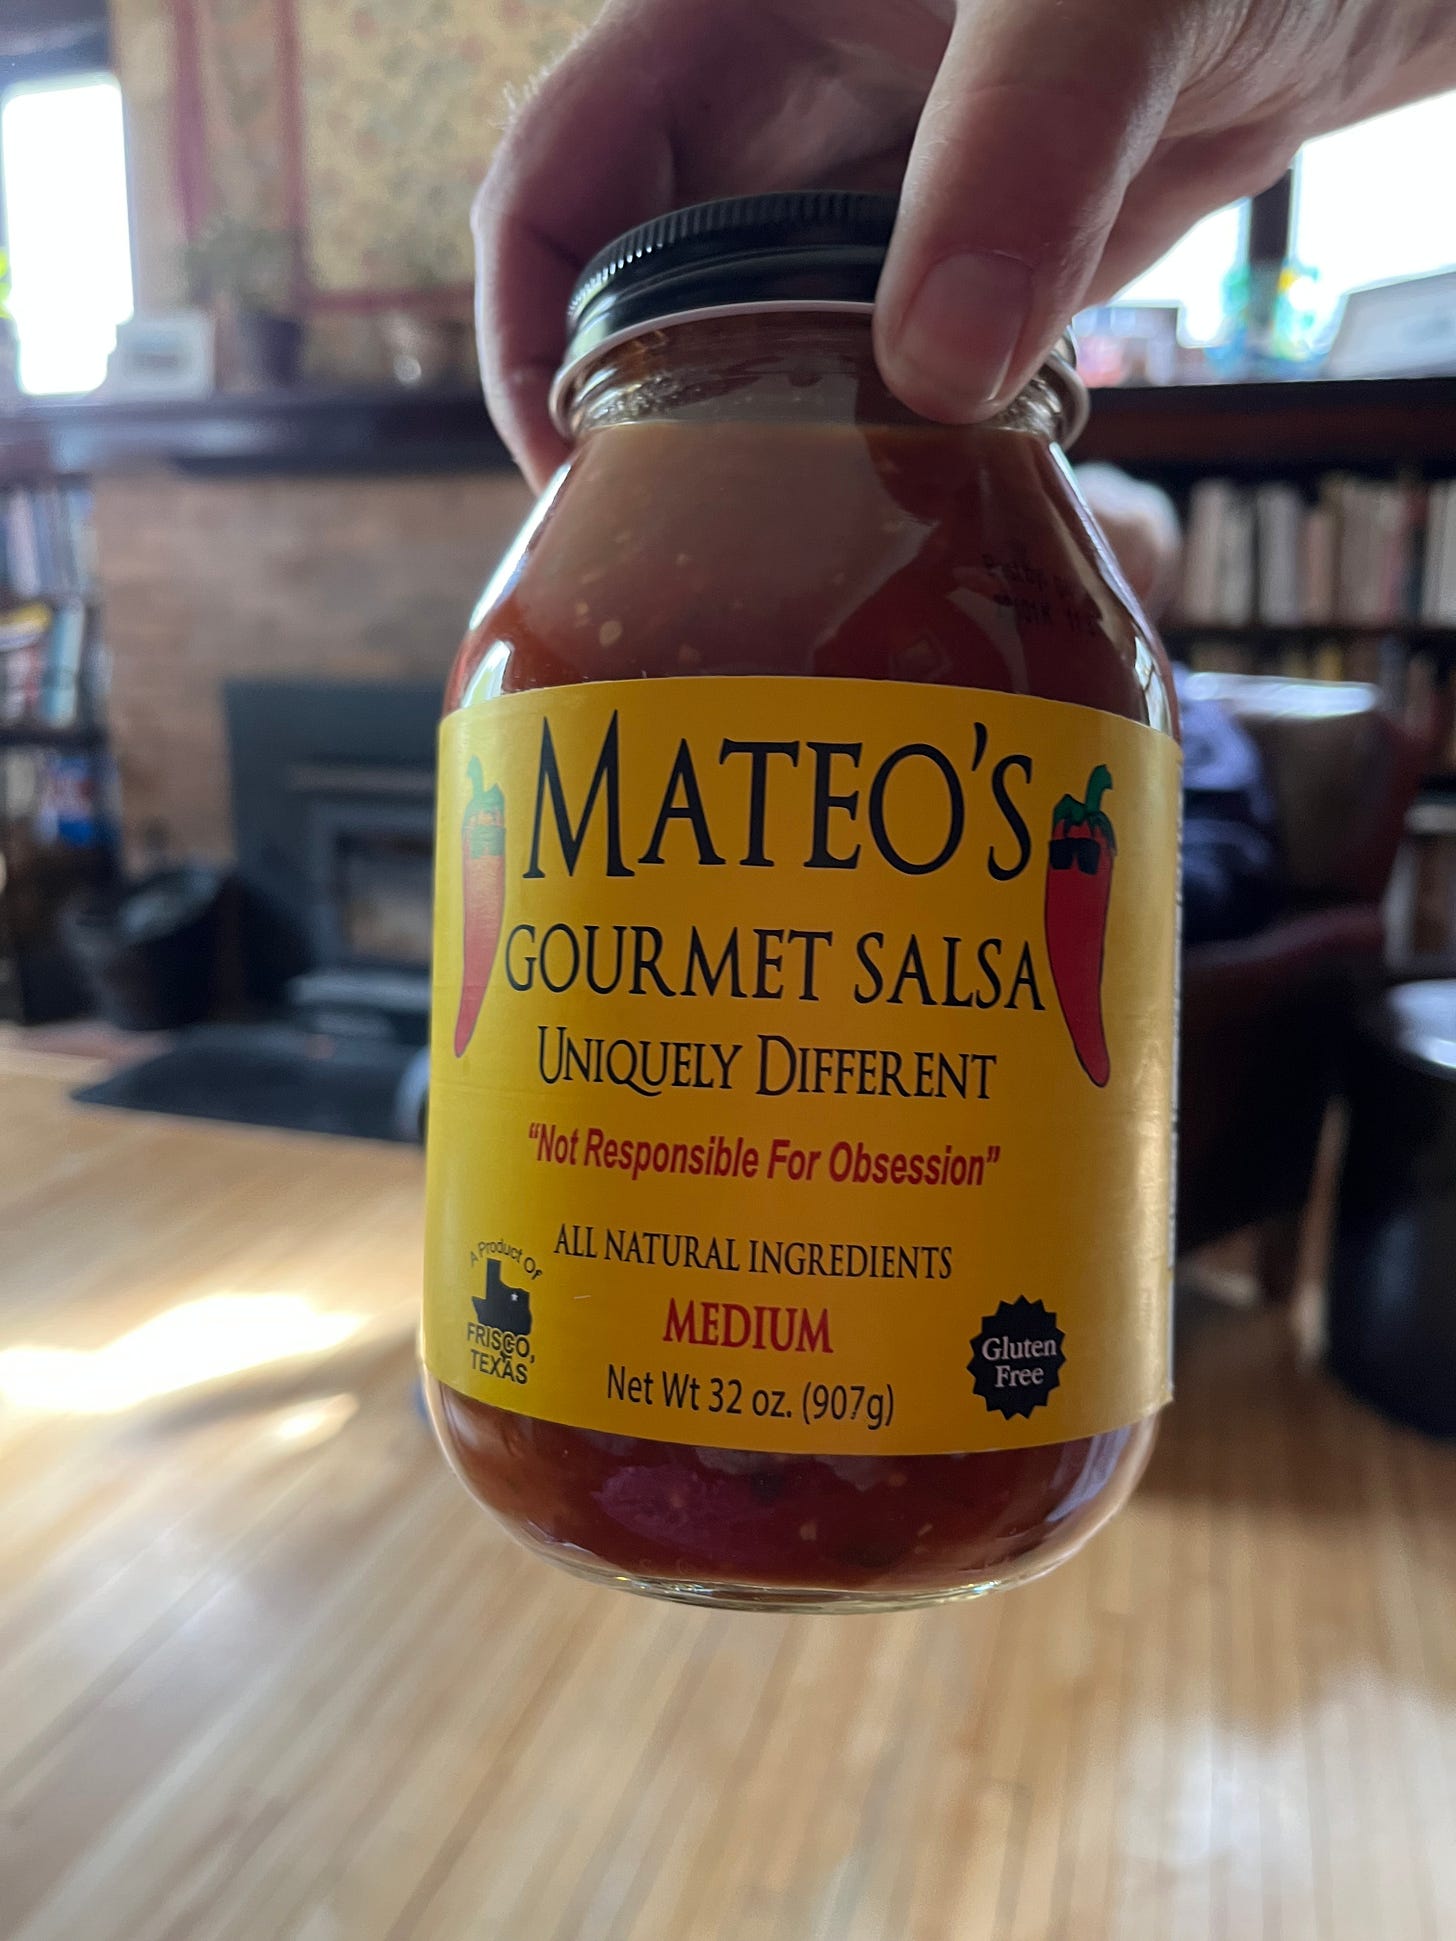 MATEO'S
GOURMET SALSA
UNIQUELY DIFFERENT
"Not Responsible For Obsession"
ALL NATURAL INGREDIENTS
MEDIUM
Net Wt 32 oz. (907g)
A Product Of
FRISCO,
TEXAS
Gluten
Free